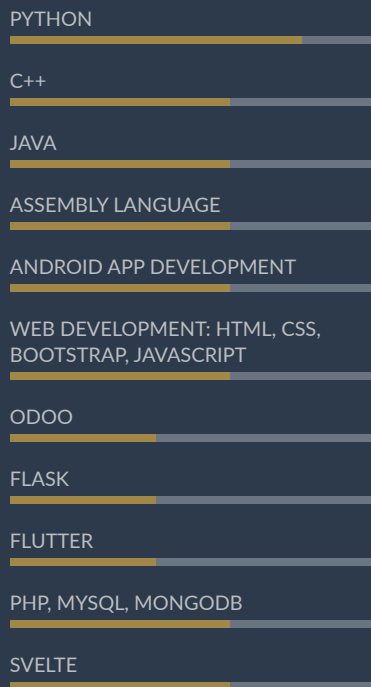 PYTHON
C++
JAVA
ASSEMBLY LANGUAGE
ANDROID APP DEVELOPMENT
WEB DEVELOPMENT: HTML, CSS,
BOOTSTRAP, JAVASCRIPT
ODOO
FLASK
FLUTTER
PHP, MYSQL, MONGODB
SVELTE